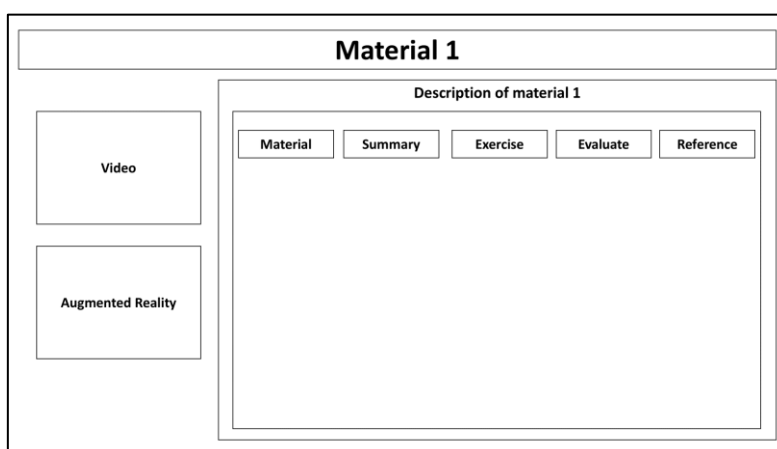 Material 1
Description of material 1
Video
Augmented Reality
Material
Summary
Exercise
Evaluate
Reference